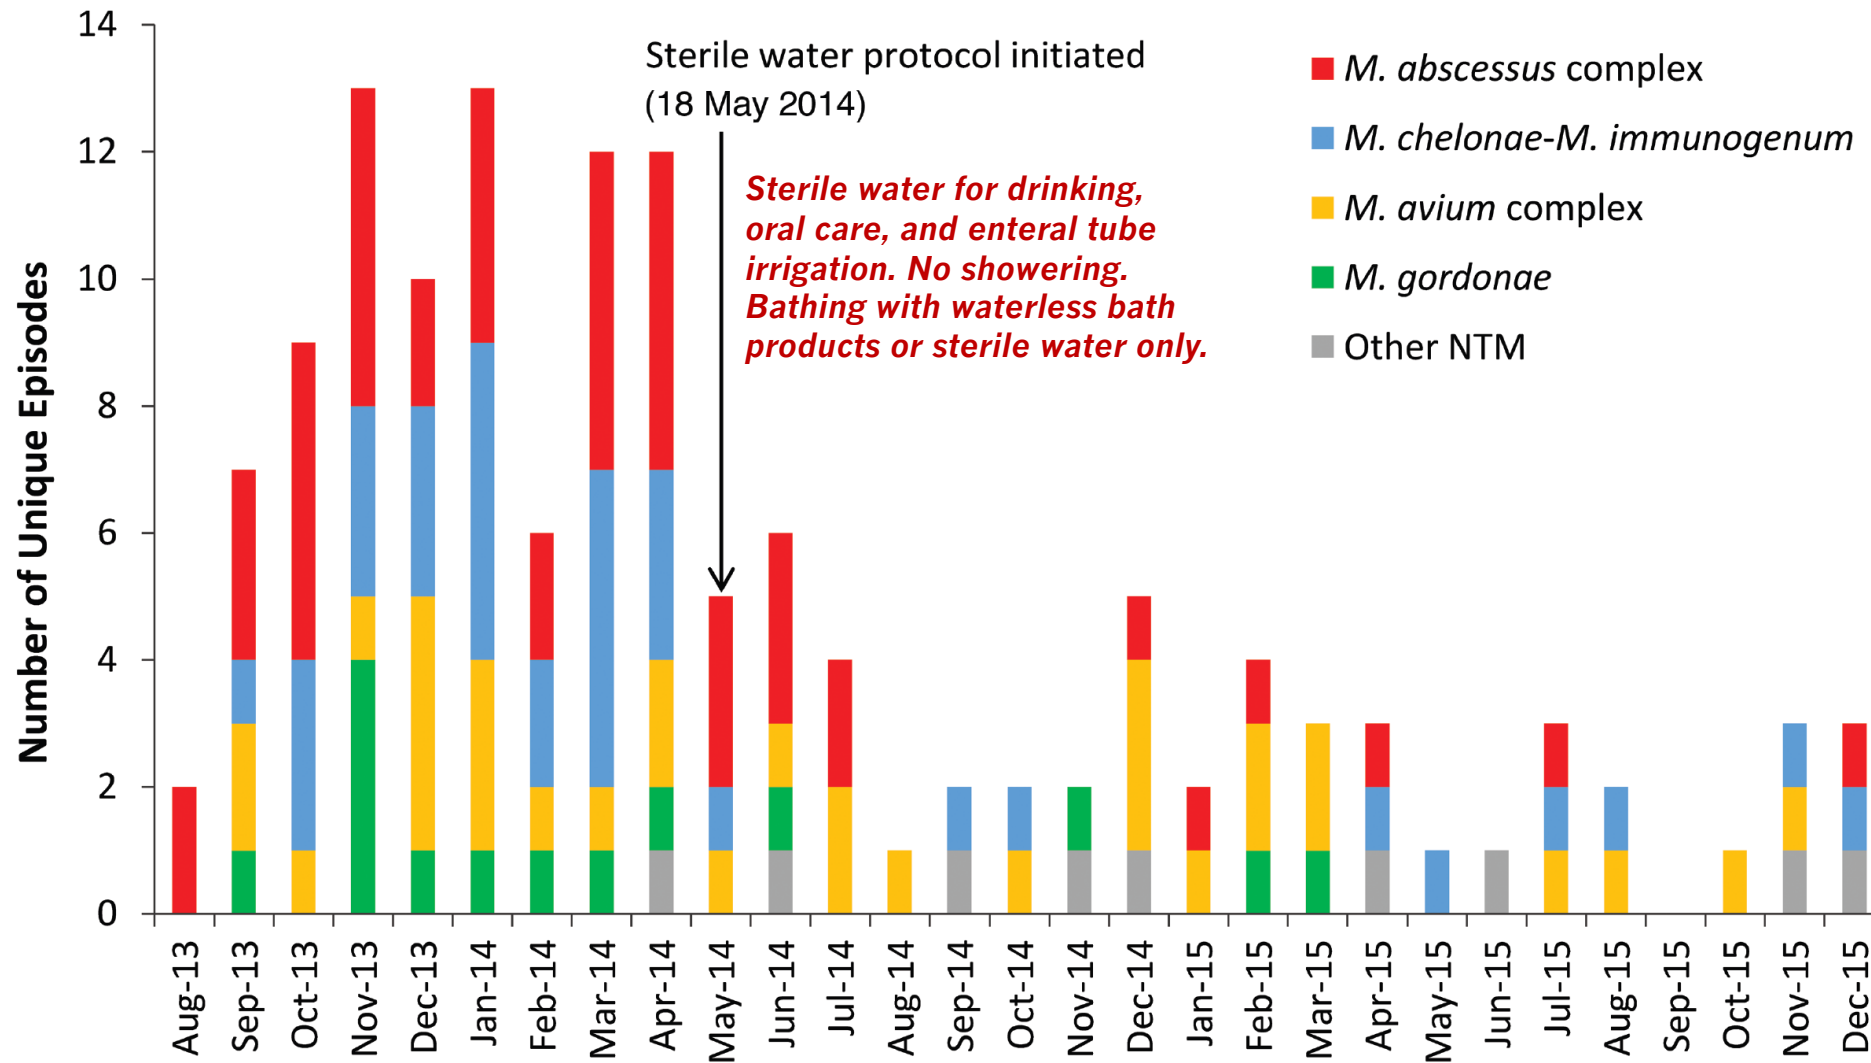 14
12
10
8
6
4
2
0
Number of Unique Episodes
Sterile water protocol initiated
(18 May 2014)
Sterile water for drinking,
oral care, and enteral tube
irrigation. No showering.
Bathing with waterless bath
products or sterile water only.
M. abscessus complex
M. chelonae-M. immunogenum
M. avium complex
M. gordonae
Other NTM
Aug-13
Sep-13
Oct-13
Nov-13
Dec-13
Jan-14
Feb-14
Mar-14
Apr-14
May-14
Jun-14
Jul-14
Aug-14
Sep-14
Oct-14
Nov-14
Dec-14
Jan-15
Feb-15
Mar-15
Apr-15
May-15
Jun-15
Jul-15
Aug-15
Sep-15
Oct-15
Nov-15
Dec-15